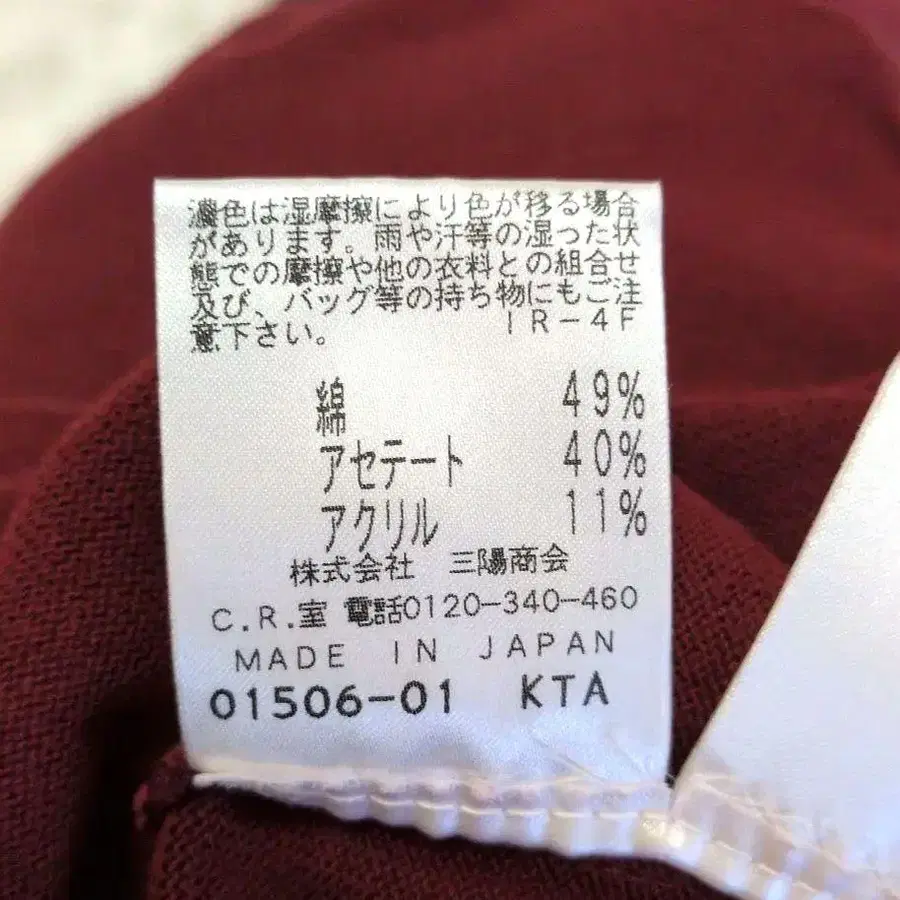 濃色は湿摩擦により色が移る場合
があります。雨や汗等の湿った状
態での摩擦や他の衣料との組合せ
及び、バッグ等の持ち物にもご注
意下さい。 IR-4F
綿 49%
アセテート 40%
アクリル 11%
株式会社 三陽商会
C.R.室 電話0120-340-460
MADE IN JAPAN
01506-01 KTA